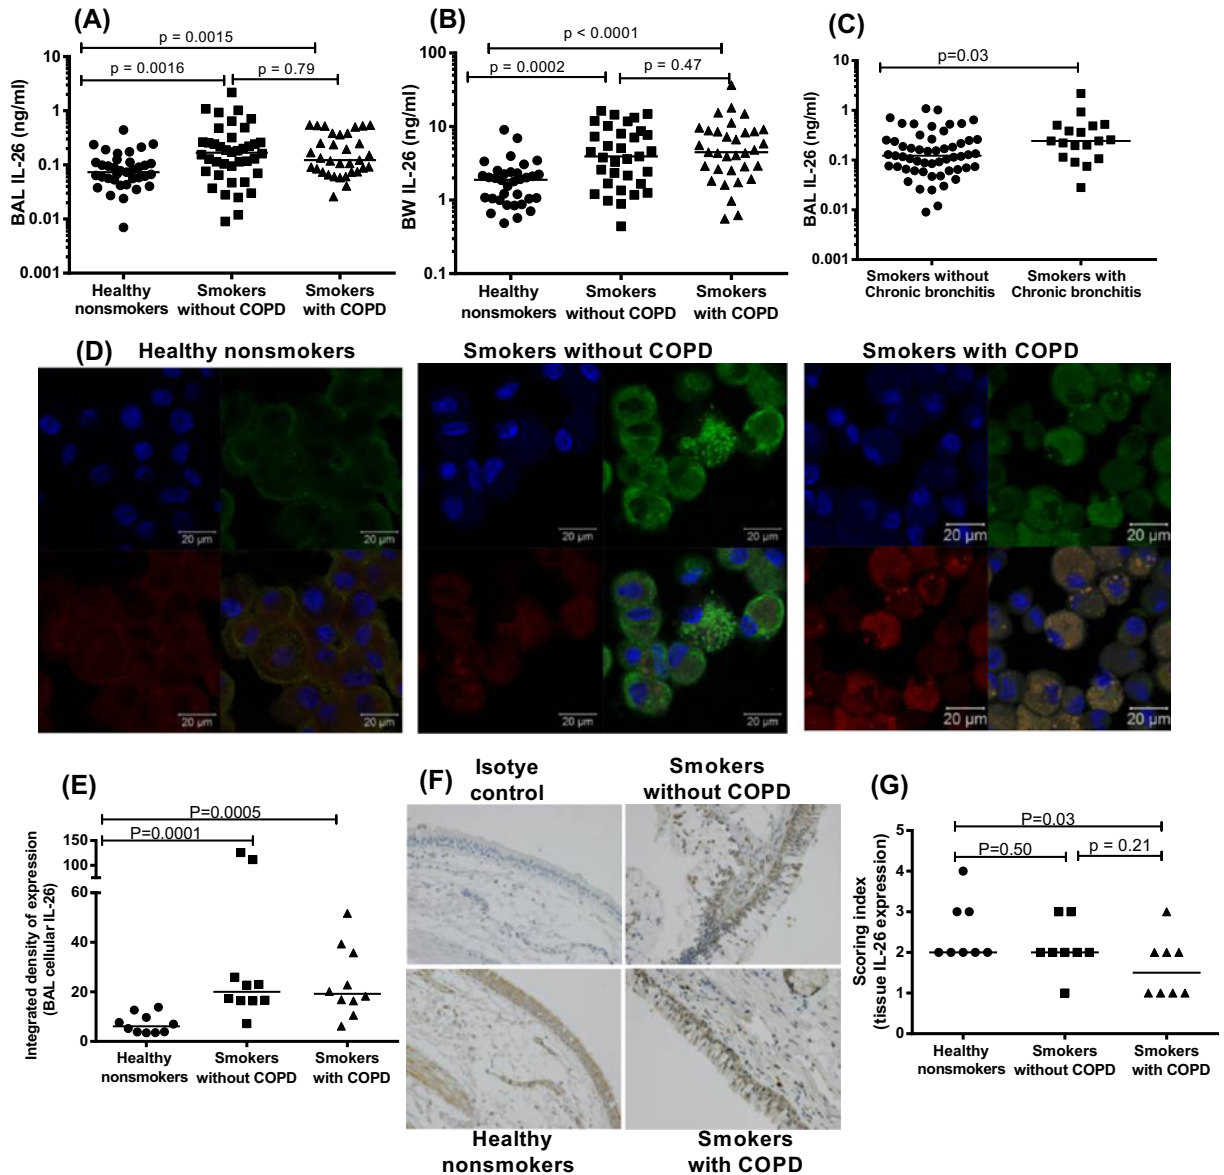 (A)
p = 0.0015
p = 0.0016
p = 0.79
BAL IL-26 (ng/ml)
10
1
0.1
0.01
0.001
Healthy
nonsmokers
Smokers
without COPD
Smokers
with COPD
(B)
p < 0.0001
p = 0.0002
p = 0.47
BW IL-26 (ng/ml)
100
10
1
0.1
Healthy
nonsmokers
Smokers
without COPD
Smokers
with COPD
(C)
p=0.03
BAL IL-26 (ng/ml)
10
1
0.1
0.01
0.001
Smokers without
Chronic bronchitis
Smokers with
Chronic bronchitis
(D)
Healthy nonsmokers
20 µm
20 µm
20 µm
20 µm
Smokers without COPD
20 µm
20 µm
20 µm
20 µm
Smokers with COPD
20 µm
20 µm
20 µm
20 µm
(E)
P=0.0005
P=0.0001
Integrated density of expression
(BAL cellular IL-26)
150
100
60
40
20
0
Healthy
nonsmokers
Smokers
without COPD
Smokers
with COPD
(F)
Isotye
control
Smokers
without COPD
Healthy
nonsmokers
Smokers
with COPD
(G)
P=0.03
P=0.50
p = 0.21
Scoring index
(tissue IL-26 expression)
5
4
3
2
1
0
Healthy
nonsmokers
Smokers
without COPD
Smokers
with COPD